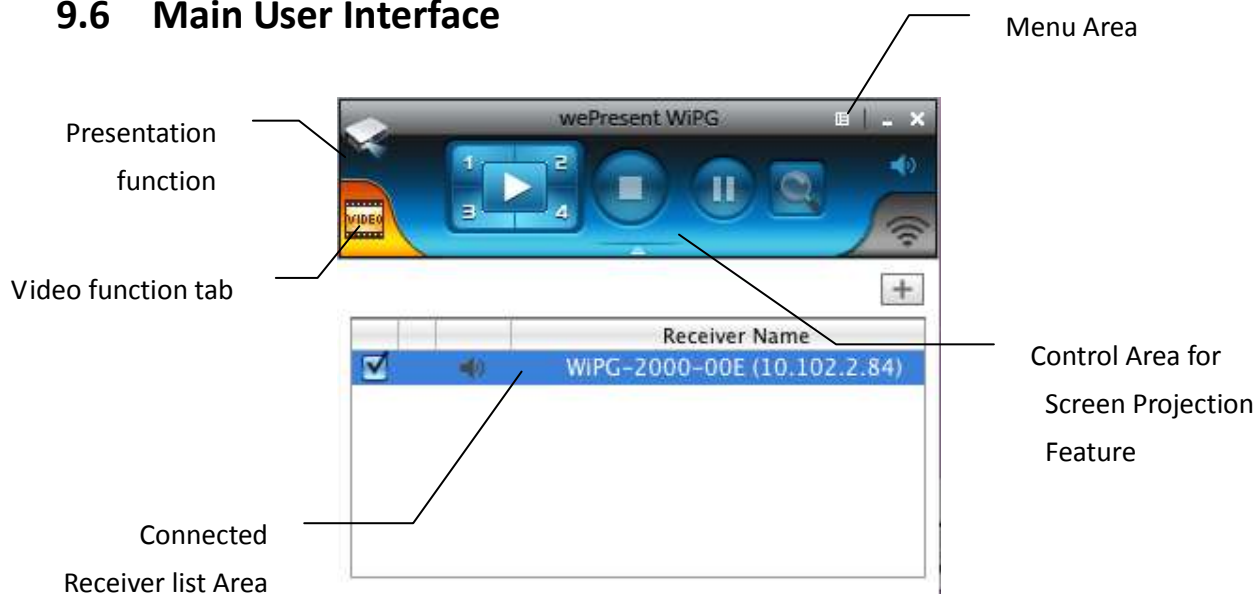 9.6 Main User Interface
Menu Area
wePresent WiPG
Presentation
function
1 2
3 4
VIDEO
Video function tab
Receiver Name
WiPG-2000-00E (10.102.2.84)
Control Area for
Screen Projection
Feature
Connected
Receiver list Area